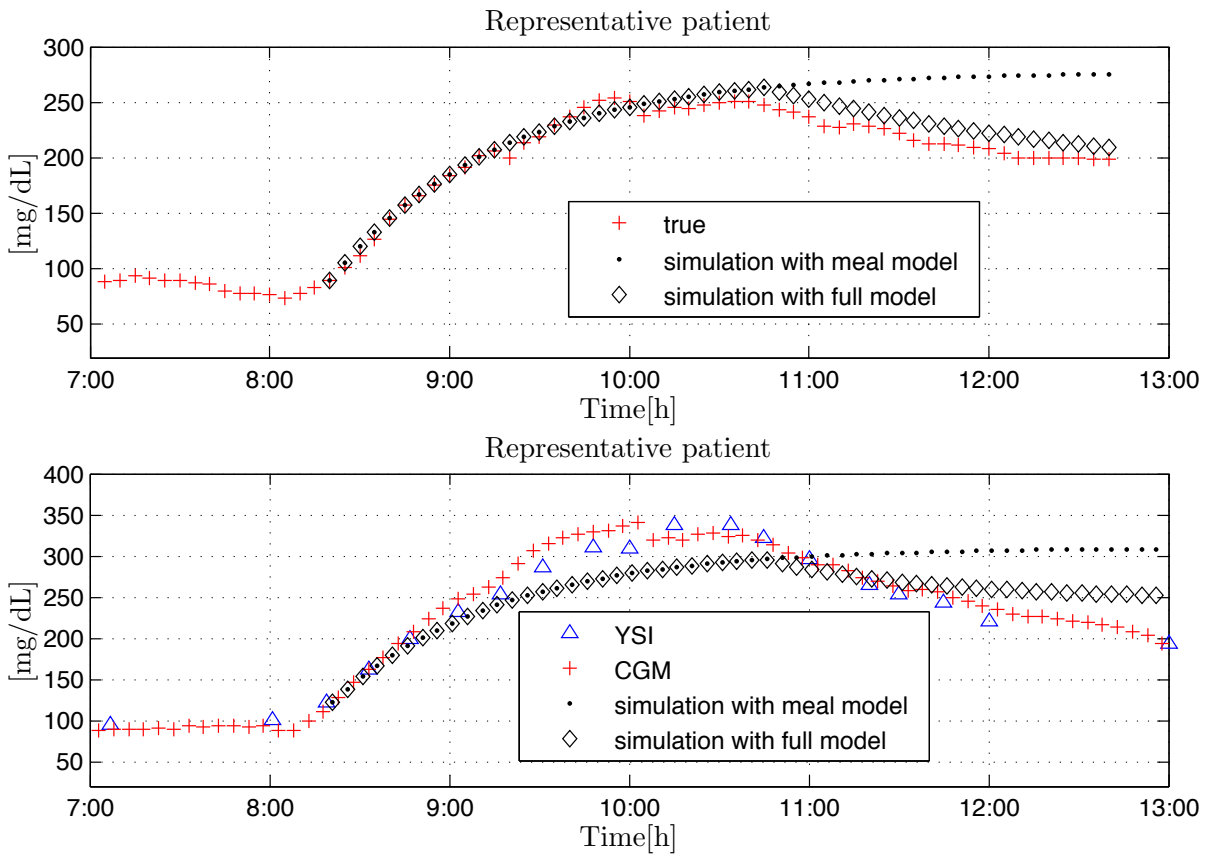 Representative patient
300
250
200
150
100
50
[mg/dL]
true
simulation with meal model
simulation with full model
7:00 8:00 9:00 10:00 11:00 12:00 13:00
Time[h]
Representative patient
400
350
300
250
200
150
100
50
[mg/dL]
YSI
CGM
simulation with meal model
simulation with full model
7:00 8:00 9:00 10:00 11:00 12:00 13:00
Time[h]